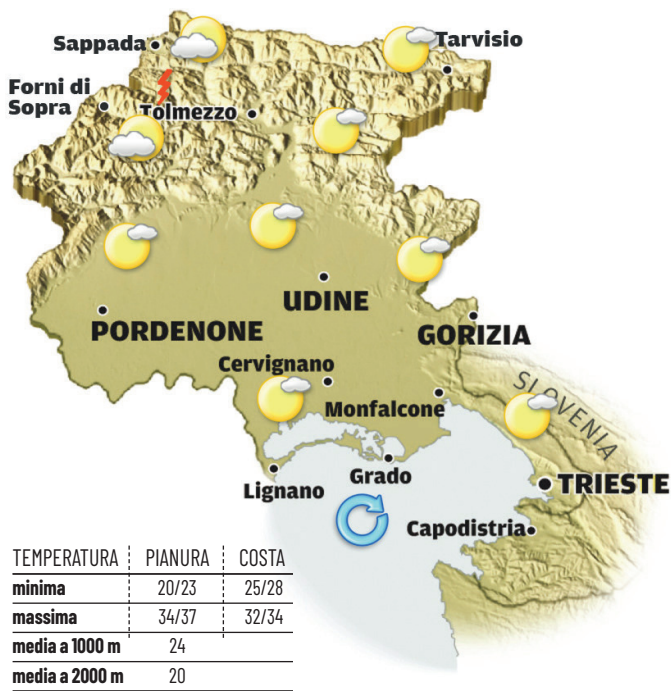 Sappada
Tarvisio
Forni di
Sopra
Tolmezzo
UDINE
PORDENONE
GORIZIA
Cervignano
SLOVENIA
Monfalcone
Grado
Lignano
TRIESTE
Capodistria
TEMPERATURA PIANURA COSTA
minima 20/23 25/28
massima 34/37 32/34
media a 1000 m 24
media a 2000 m 20